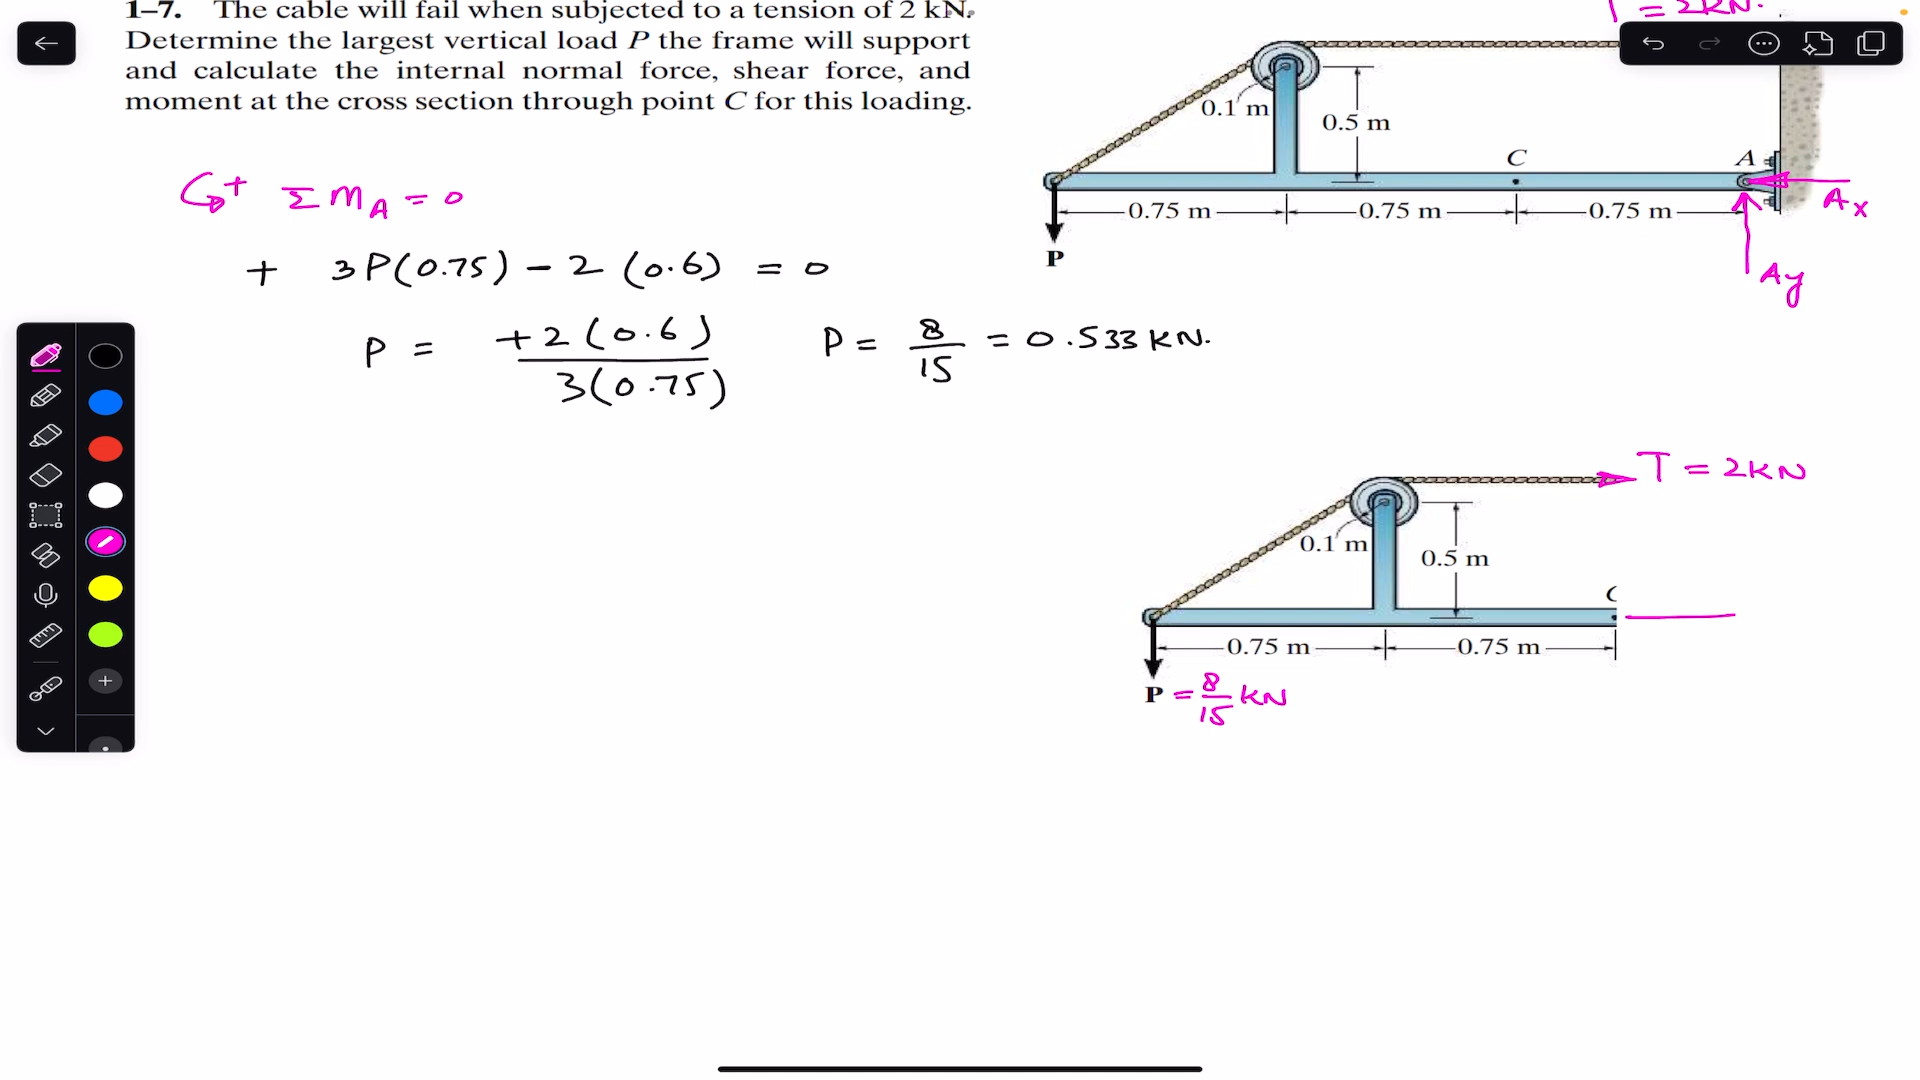 1–7. The cable will fail when subjected to a tension of 2 kN.
Determine the largest vertical load P the frame will support
and calculate the internal normal force, shear force, and
moment at the cross section through point C for this loading.
T = 2kN.
0.1 m
0.5 m
C
A
Ax
0.75 m
0.75 m
0.75 m
P
Ay
+ Σ MA = 0
+ 3P(0.75) - 2 (0.6) = 0
P = +2(0.6) / 3(0.75)
P = 8/15 = 0.533 KN.
T = 2KN
0.1 m
0.5 m
C
0.75 m
0.75 m
P = 8/15 KN